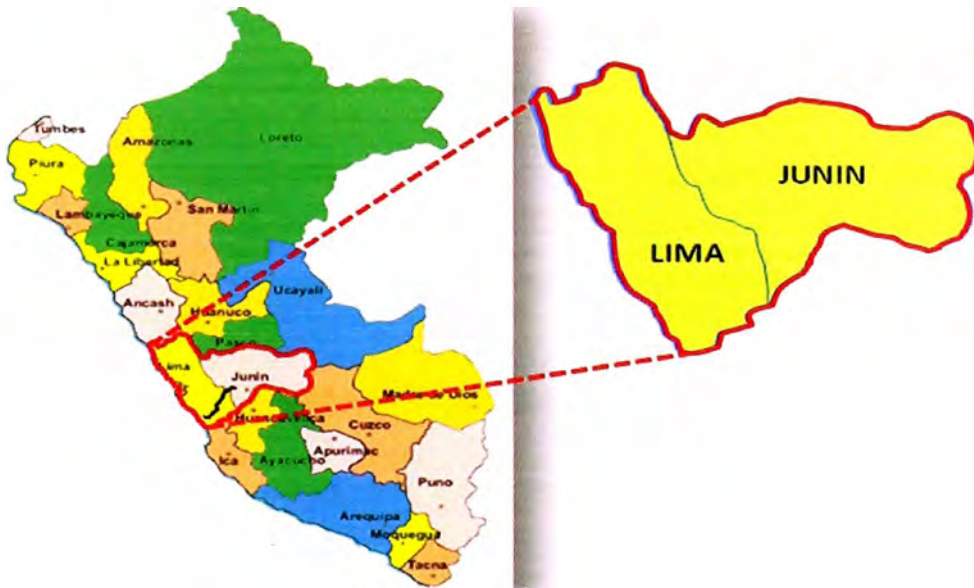 Tumbes
Piura
Amazonas
Loreto
Lambayeque
San Martin
Cajamarca
La Libertad
Ancash
Huanuco
Ucayali
Pasco
Lima
Junin
Madre de Dios
Huancavelica
Cuzco
Ica
Ayacucho
Apurimac
Puno
Arequipa
Moquegua
Tacna
JUNIN
LIMA